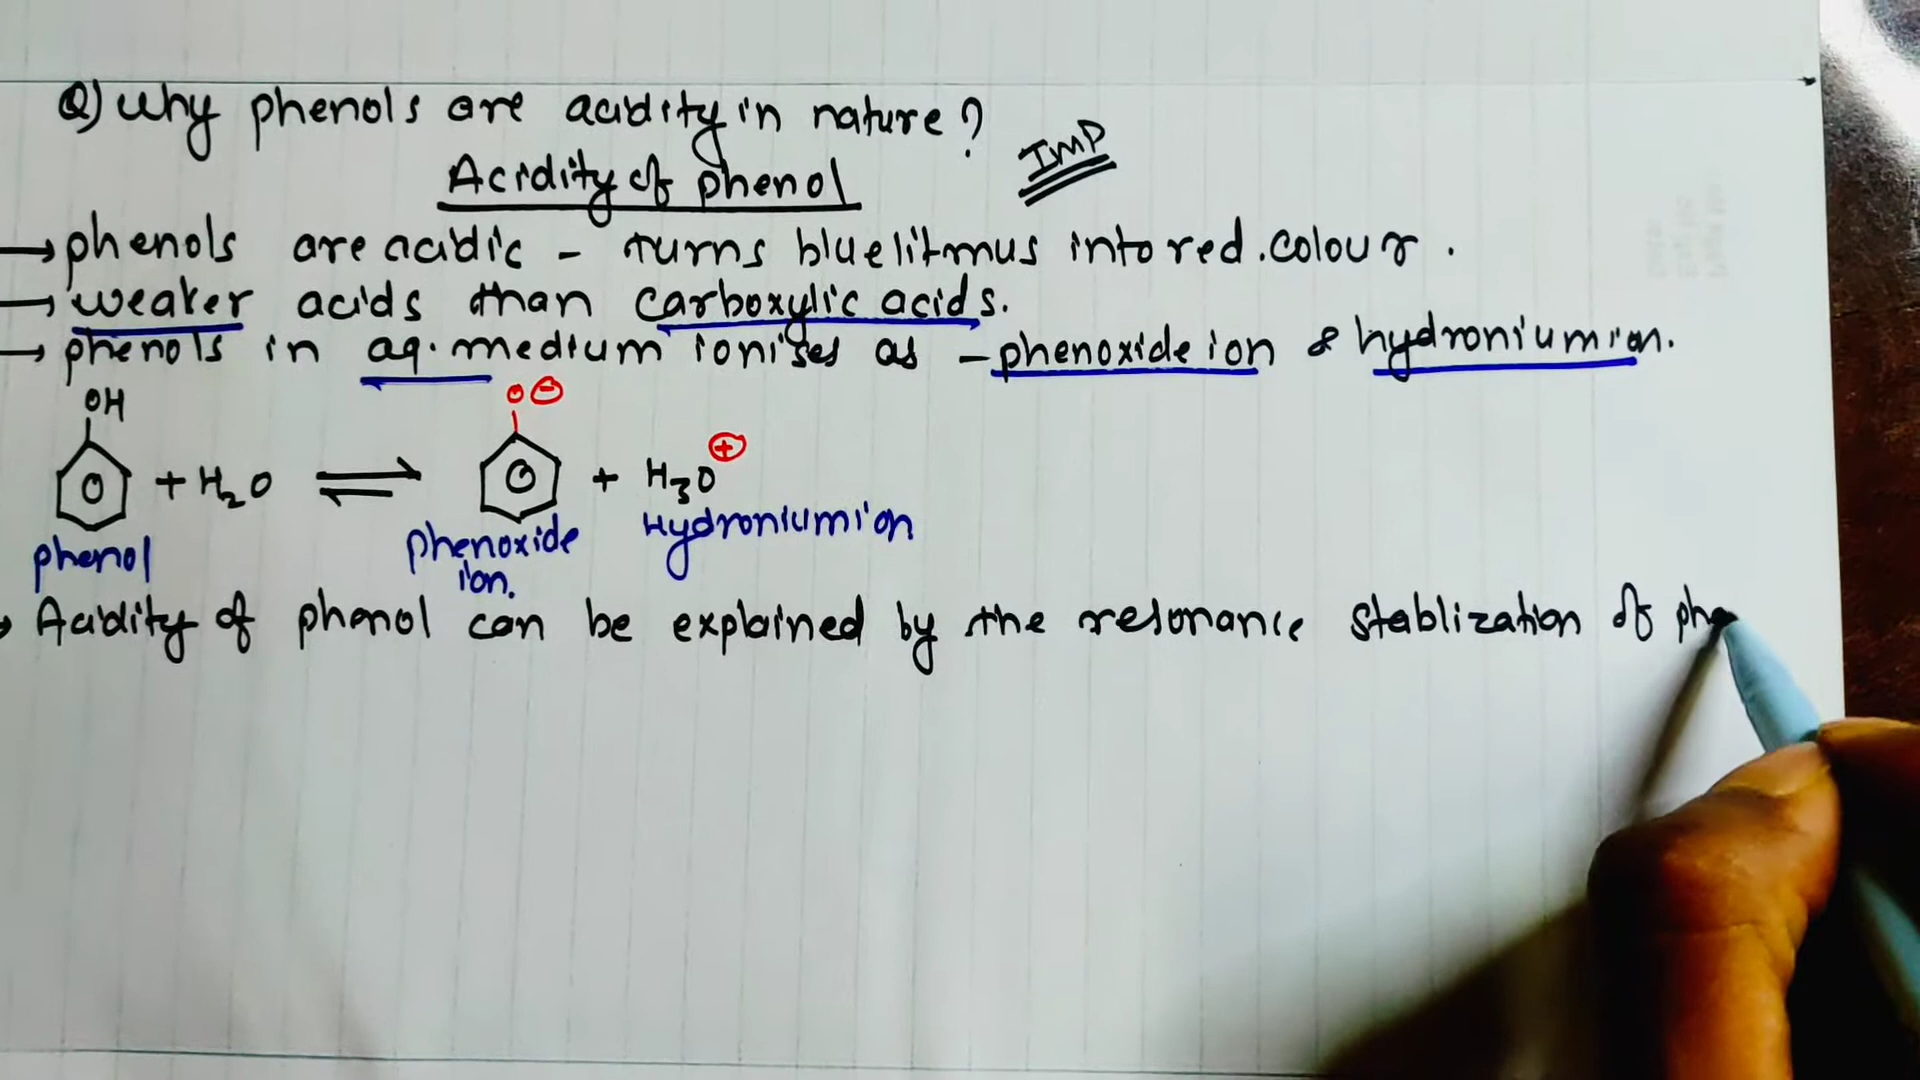 Q) Why phenols are acidity in nature?
IMP
Acidity of phenol
→ phenols are acidic - turns blue litmus into red.colour.
→ weaker acids than carboxylic acids.
→ phenols in aq. medium ionises as - phenoxide ion & hydronium ion.
OH O⊖
+ H2O ⇌ + H3O⊕
phenol phenoxide ion. Hydronium ion
→ Acidity of phenol can be explained by the resonance stablization of phe